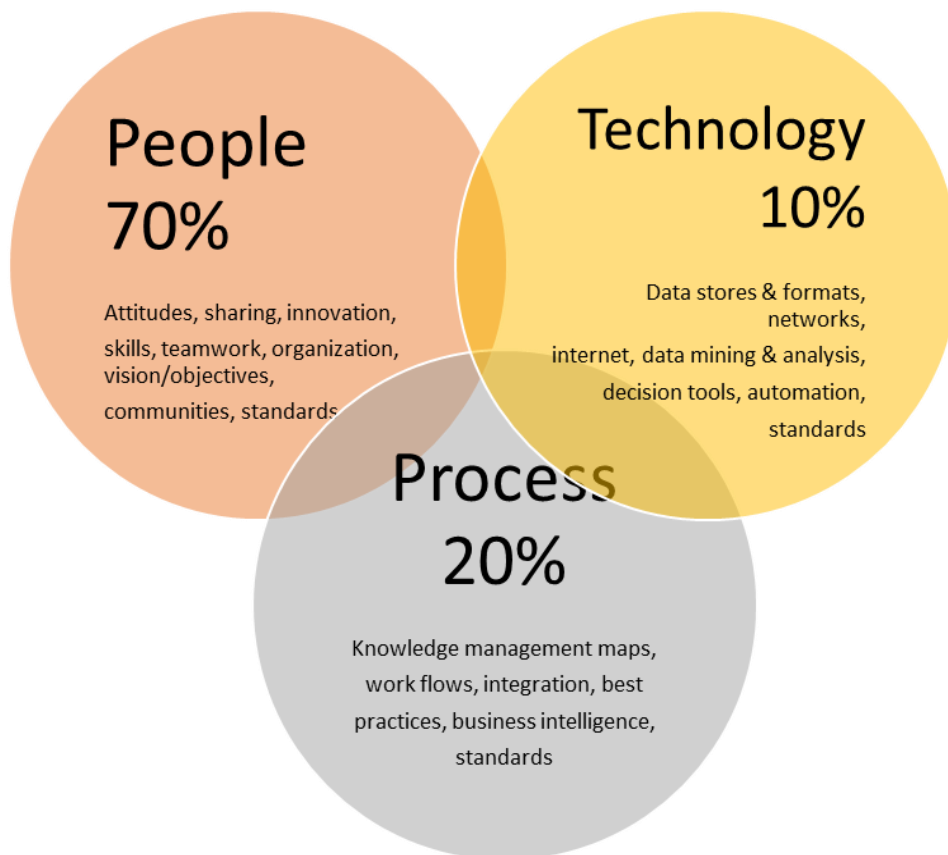 People
70%
Attitudes, sharing, innovation,
skills, teamwork, organization,
vision/objectives,
communities, standards
Technology
10%
Data stores & formats,
networks,
internet, data mining & analysis,
decision tools, automation,
standards
Process
20%
Knowledge management maps,
work flows, integration, best
practices, business intelligence,
standards